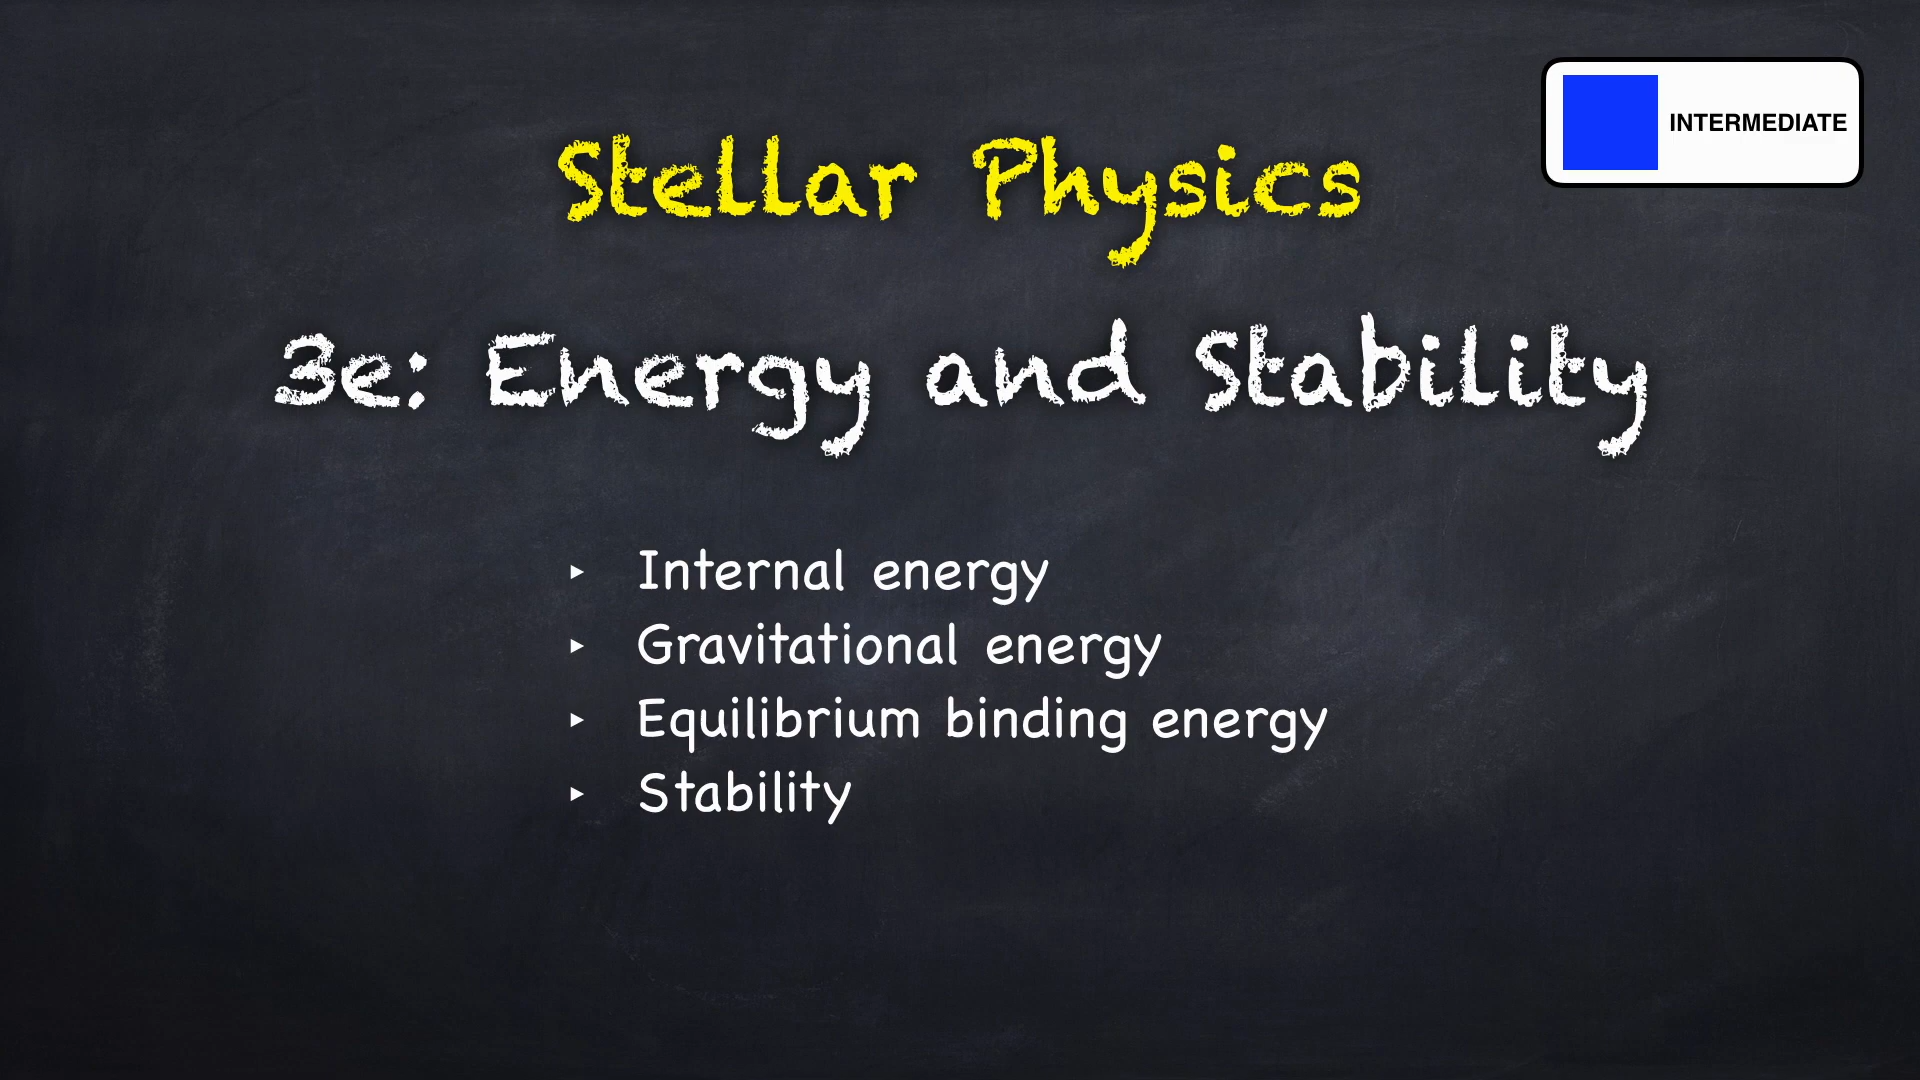 INTERMEDIATE
Stellar Physics
3e: Energy and Stability
‣ Internal energy
‣ Gravitational energy
‣ Equilibrium binding energy
‣ Stability